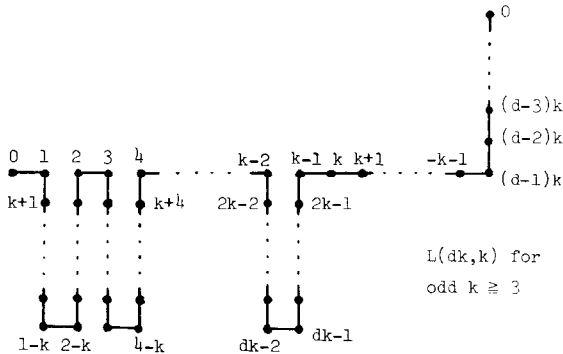 0
(d-3)k
(d-2)k
0 1 2 3 4 k-2 k-1 k k+1 -k-1 (d-1)k
k+1 k+4 2k-2 2k-1
L(dk,k) for
odd k ≧ 3
1-k 2-k 4-k dk-2 dk-1